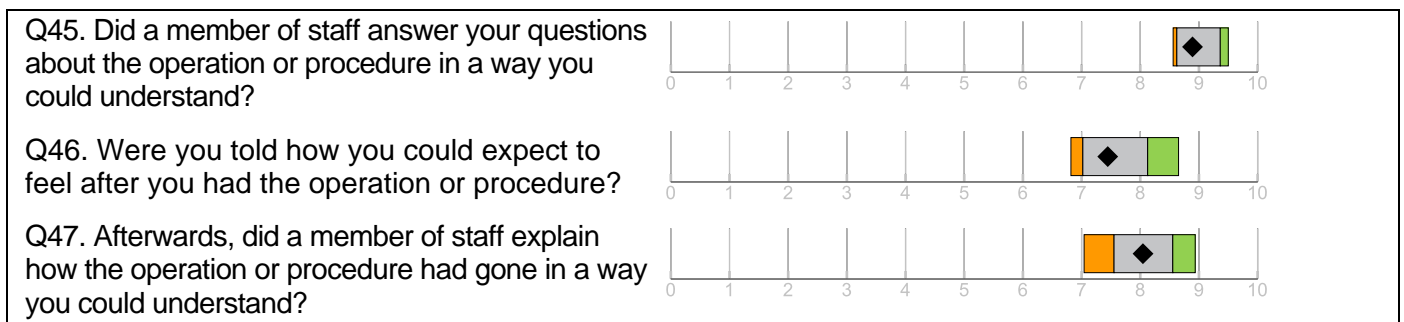 Q45. Did a member of staff answer your questions
about the operation or procedure in a way you
could understand?
0 1 2 3 4 5 6 7 8 9 10
Q46. Were you told how you could expect to
feel after you had the operation or procedure?
0 1 2 3 4 5 6 7 8 9 10
Q47. Afterwards, did a member of staff explain
how the operation or procedure had gone in a way
you could understand?
0 1 2 3 4 5 6 7 8 9 10